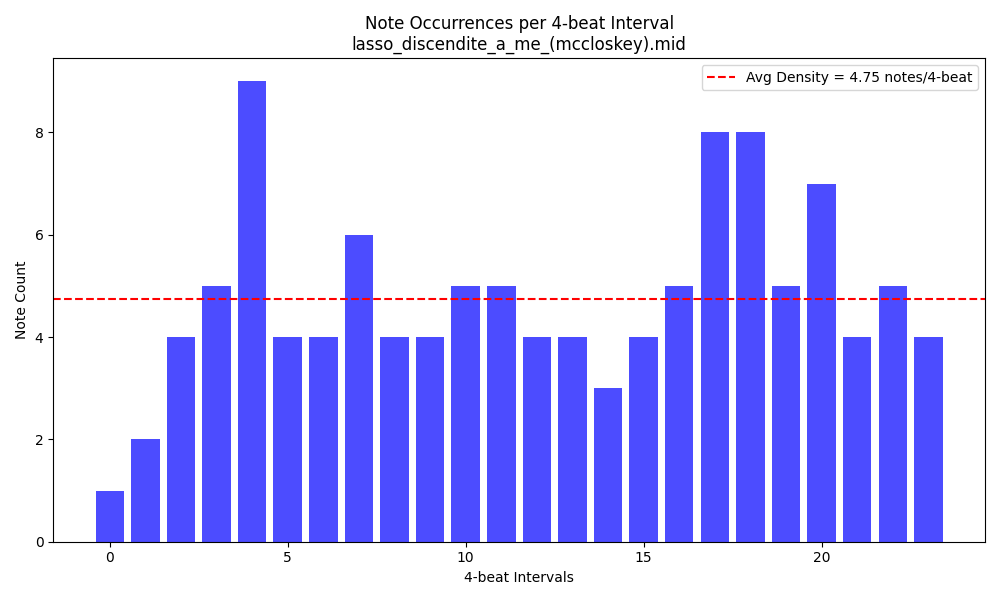 Note Occurrences per 4-beat Interval
lasso_discendite_a_me_(mccloskey).mid
Avg Density = 4.75 notes/4-beat
Note Count
8
6
4
2
0
0 5 10 15 20
4-beat Intervals